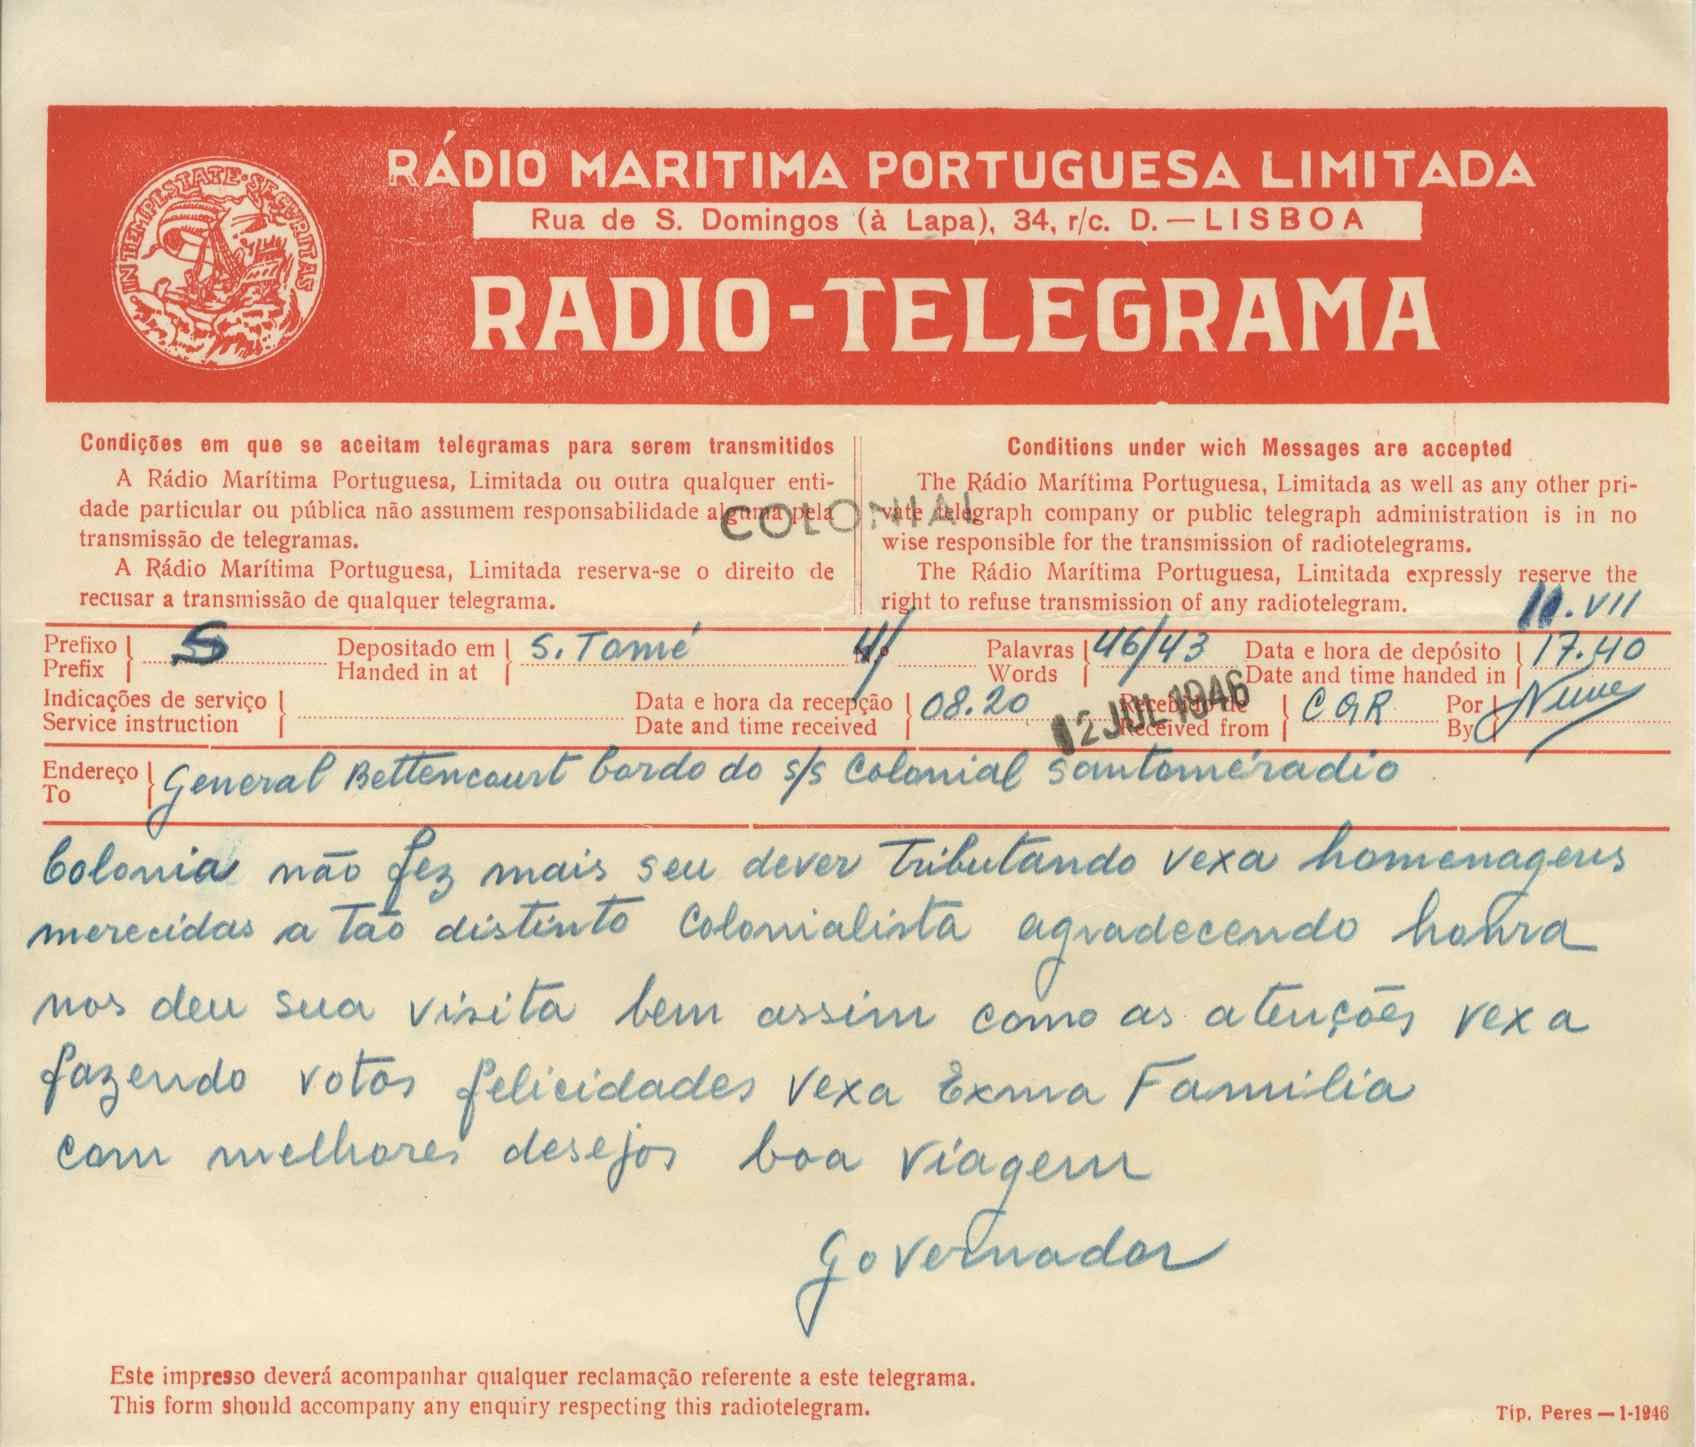 IN TEMPESTATE SECVRITAS
RÁDIO MARITIMA PORTUGUESA LIMITADA
Rua de S. Domingos (à Lapa), 34, r/c. D. — LISBOA
RADIO-TELEGRAMA
Condições em que se aceitam telegramas para serem transmitidos
A Rádio Marítima Portuguesa, Limitada ou outra qualquer enti-
dade particular ou pública não assumem responsabilidade alguma pela
transmissão de telegramas.
A Rádio Marítima Portuguesa, Limitada reserva-se o direito de
recusar a transmissão de qualquer telegrama.
Conditions under wich Messages are accepted
The Rádio Marítima Portuguesa, Limitada as well as any other pri-
vate telegraph company or public telegraph administration is in no
wise responsible for the transmission of radiotelegrams.
The Rádio Marítima Portuguesa, Limitada expressly reserve the
right to refuse transmission of any radiotelegram.
COLONIAL
11.VII
Prefixo S Depositado em S. Tomé Nº 4/ Palavras 46/43 Data e hora de depósito 17.40
Prefix Handed in at Words Date and time handed in
Indicações de serviço Data e hora da recepção 08.20 12 JUL 1946 Recebido de CQR Por
Service instruction Date and time received Received from By
Endereço General Bettencourt bordo do s/s Colonial Santoméradio
To
Colonia não fez mais seu dever tributando vexa homenagens
merecidas a tão distinto Colonialista agradecendo honra
nos deu sua visita bem assim como as atenções vexa
fazendo votos felicidades vexa Exma Familia
com melhores desejos boa viagem
Governador
Este impresso deverá acompanhar qualquer reclamação referente a este telegrama.
This form should accompany any enquiry respecting this radiotelegram.
Tip. Peres — 1-1946